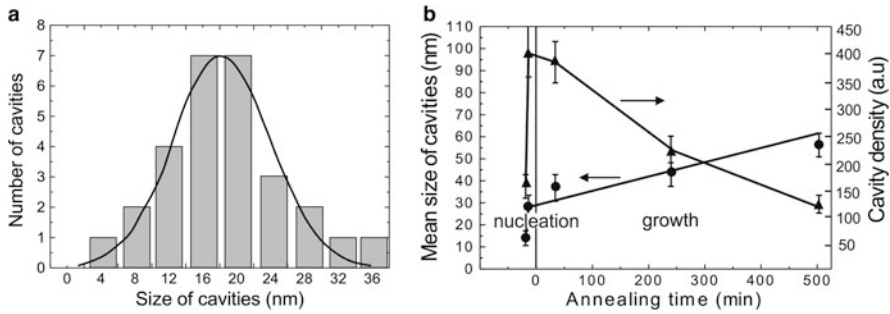 a
Number of cavities
8
7
6
5
4
3
2
1
0
0 4 8 12 16 20 24 28 32 36
Size of cavities (nm)
b
Mean size of cavities (nm)
110
100
90
80
70
60
50
40
30
20
10
0
nucleation
growth
0 100 200 300 400 500
Annealing time (min)
450
400
350
300
250
200
150
100
50
Cavity density (a.u)